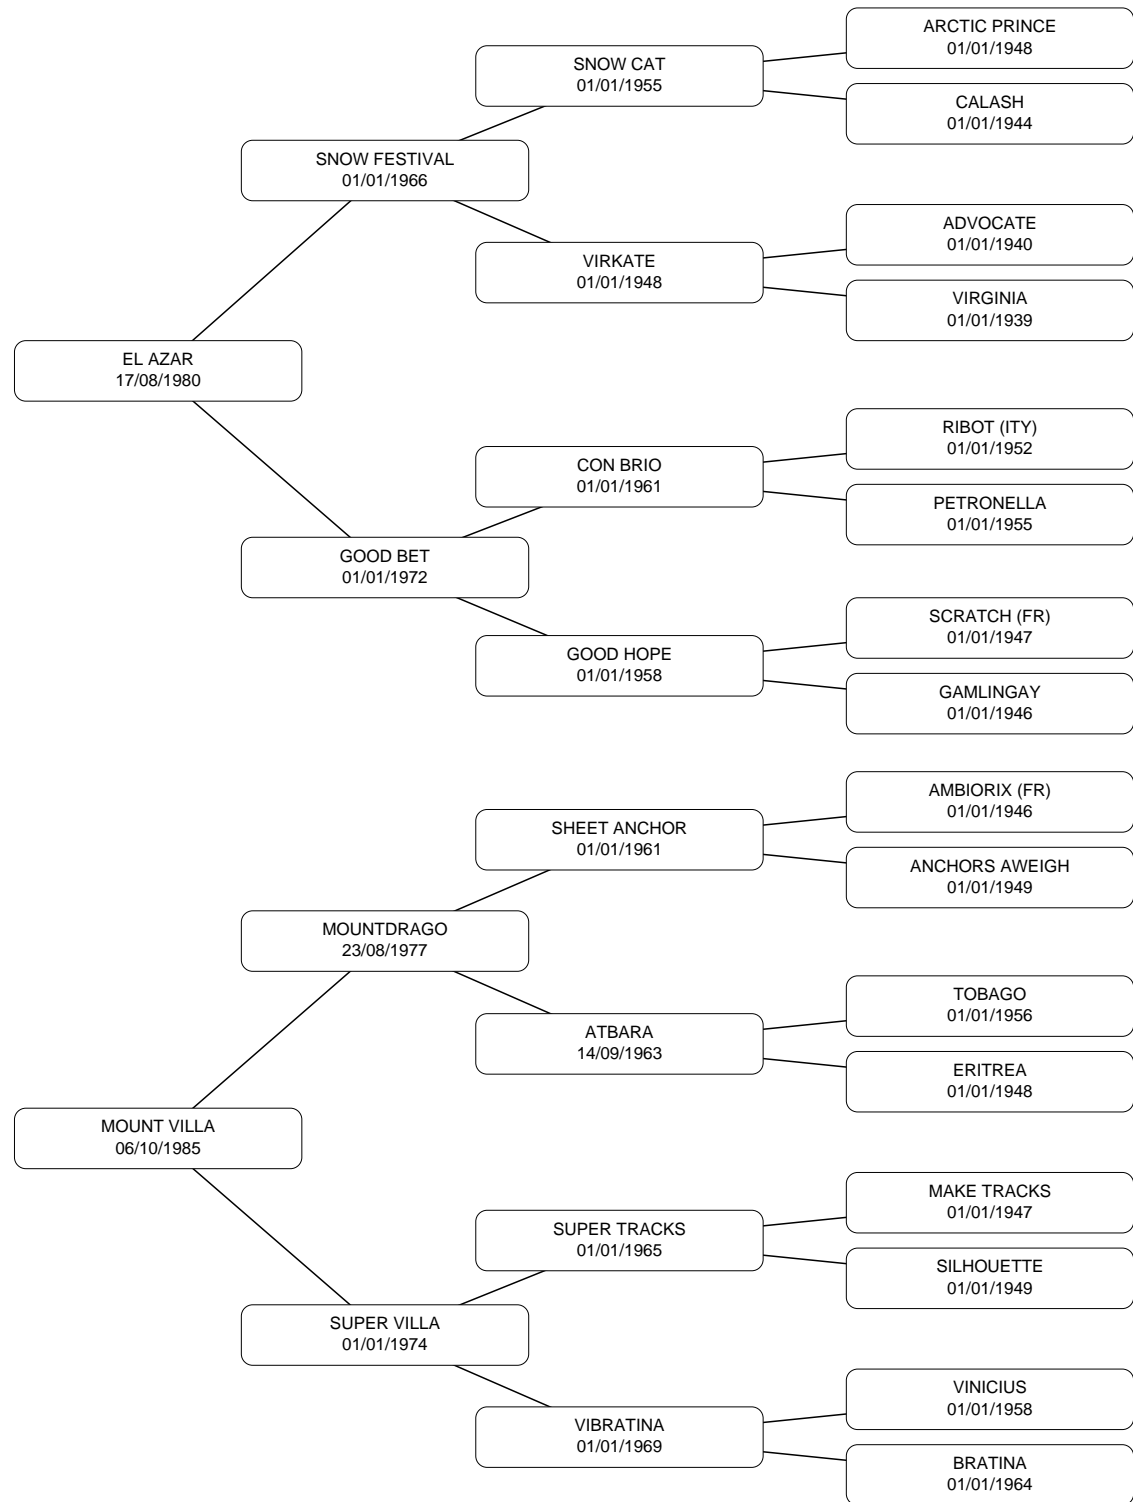 ARCTIC PRINCE
01/01/1948
SNOW CAT
01/01/1955
CALASH
01/01/1944
SNOW FESTIVAL
01/01/1966
ADVOCATE
01/01/1940
VIRKATE
01/01/1948
VIRGINIA
01/01/1939
EL AZAR
17/08/1980
RIBOT (ITY)
01/01/1952
CON BRIO
01/01/1961
PETRONELLA
01/01/1955
GOOD BET
01/01/1972
SCRATCH (FR)
01/01/1947
GOOD HOPE
01/01/1958
GAMLINGAY
01/01/1946
AMBIORIX (FR)
01/01/1946
SHEET ANCHOR
01/01/1961
ANCHORS AWEIGH
01/01/1949
MOUNTDRAGO
23/08/1977
TOBAGO
01/01/1956
ATBARA
14/09/1963
ERITREA
01/01/1948
MOUNT VILLA
06/10/1985
MAKE TRACKS
01/01/1947
SUPER TRACKS
01/01/1965
SILHOUETTE
01/01/1949
SUPER VILLA
01/01/1974
VINICIUS
01/01/1958
VIBRATINA
01/01/1969
BRATINA
01/01/1964